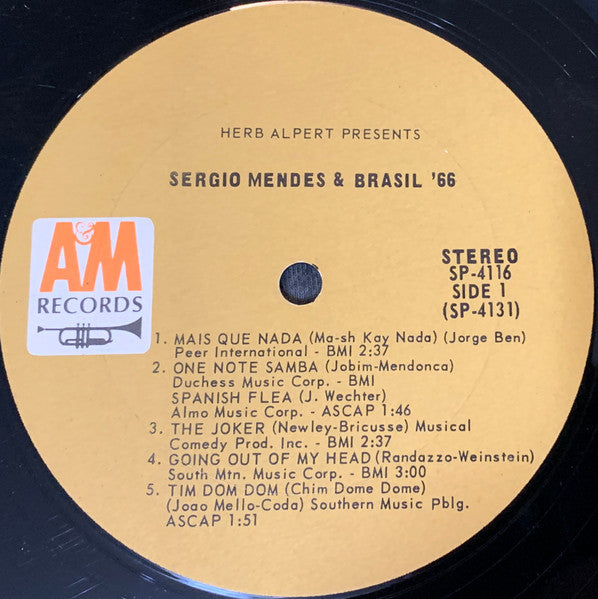 HERB ALPERT PRESENTS
SERGIO MENDES & BRASIL '66
A&M
RECORDS
STEREO
SP-4116
SIDE 1
(SP-4131)
1. MAIS QUE NADA (Ma-sh Kay Nada) (Jorge Ben)
Peer International - BMI 2:37
2. ONE NOTE SAMBA (Jobim-Mendonca)
Duchess Music Corp. - BMI
SPANISH FLEA (J. Wechter)
Almo Music Corp. - ASCAP 1:46
3. THE JOKER (Newley-Bricusse) Musical
Comedy Prod. Inc. - BMI 2:37
4. GOING OUT OF MY HEAD (Randazzo-Weinstein)
South Mtn. Music Corp. - BMI 3:00
5. TIM DOM DOM (Chim Dome Dome)
(Joao Mello-Coda) Southern Music Pblg.
ASCAP 1:51